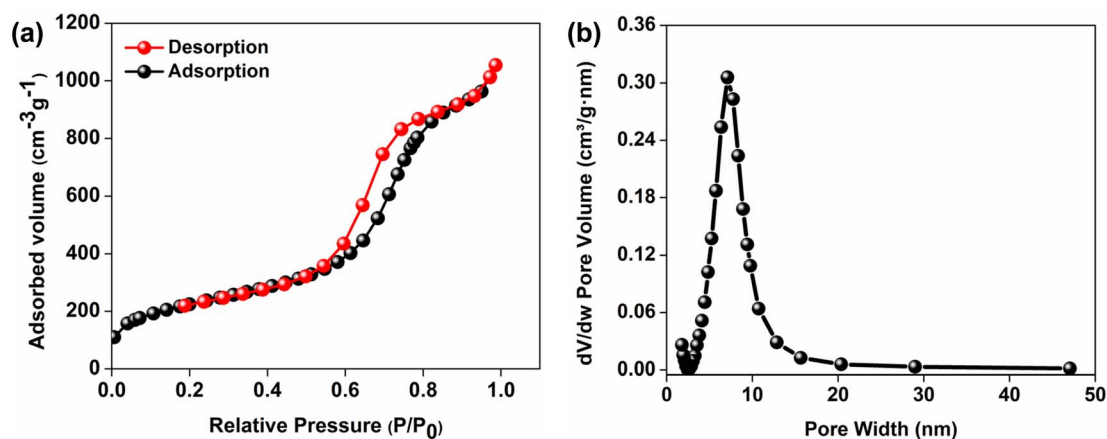 (a)
Adsorbed volume (cm⁻³g⁻¹)
1200
1000
800
600
400
200
0
Desorption
Adsorption
0.0 0.2 0.4 0.6 0.8 1.0
Relative Pressure (P/P₀)
(b)
dV/dw Pore Volume (cm³/g·nm)
0.36
0.30
0.24
0.18
0.12
0.06
0.00
0 10 20 30 40 50
Pore Width (nm)